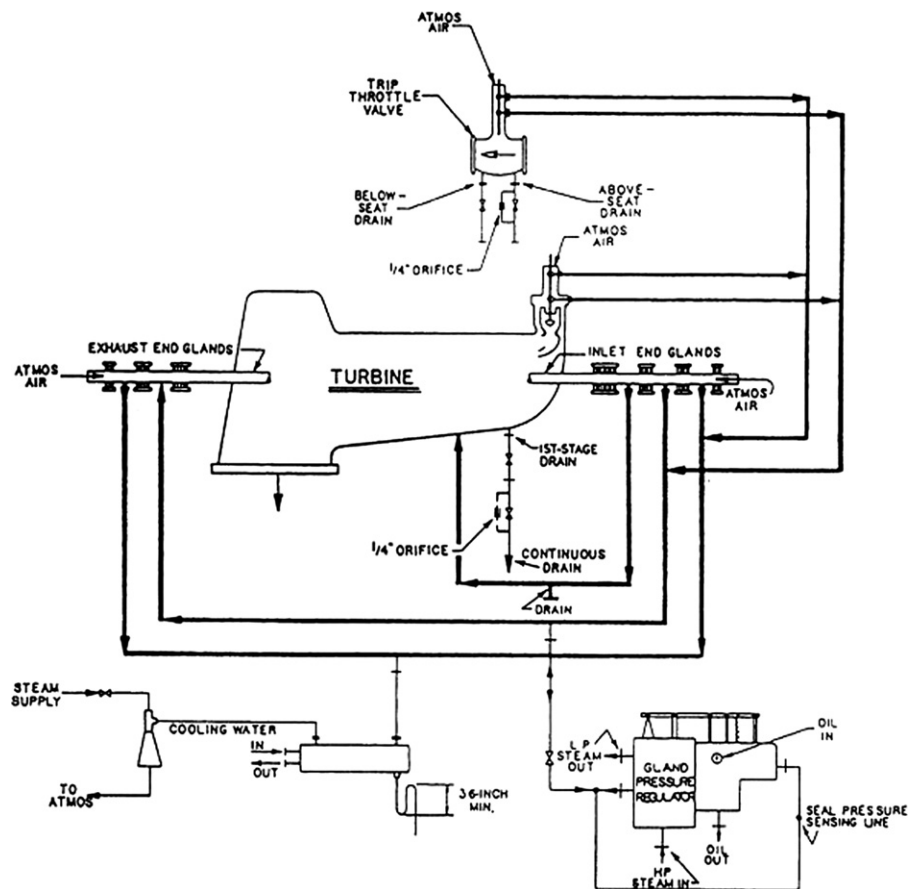 ATMOS
AIR
TRIP
THROTTLE
VALVE
BELOW-
SEAT
DRAIN
ABOVE-
SEAT DRAIN
1/4" ORIFICE
ATMOS
AIR
EXHAUST END GLANDS
INLET END GLANDS
ATMOS
AIR
TURBINE
ATMOS
AIR
1ST-STAGE
DRAIN
1/4" ORIFICE
CONTINUOUS
DRAIN
DRAIN
STEAM
SUPPLY
COOLING WATER
IN
OUT
TO
ATMOS
36-INCH
MIN.
L P
STEAM
OUT
GLAND
PRESSURE
REGULATOR
OIL
IN
SEAL PRESSURE
SENSING LINE
OIL
OUT
HP
STEAM IN